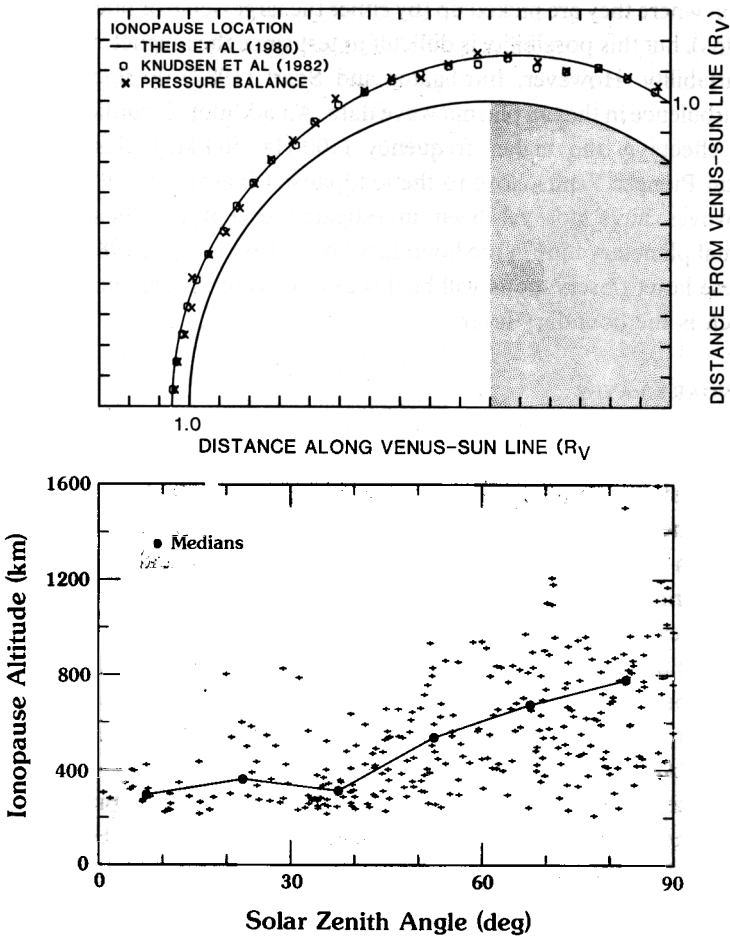 IONOPAUSE LOCATION
THEIS ET AL (1980)
KNUDSEN ET AL (1982)
PRESSURE BALANCE
1.0
DISTANCE FROM VENUS-SUN LINE (RV)
1.0
DISTANCE ALONG VENUS-SUN LINE (RV
1600
1200
800
400
0
Medians
Ionopause Altitude (km)
0
30
60
90
Solar Zenith Angle (deg)